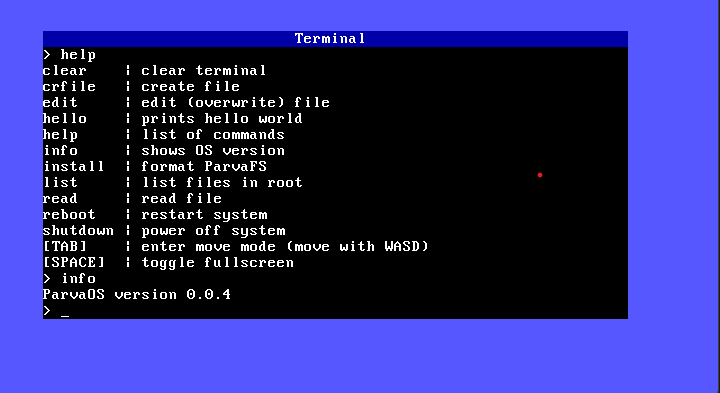 Terminal
> help
clear    ¦ clear terminal
crfile   ¦ create file
edit     ¦ edit (overwrite) file
hello    ¦ prints hello world
help     ¦ list of commands
info     ¦ shows OS version
install  ¦ format ParvaFS
list     ¦ list files in root
read     ¦ read file
reboot   ¦ restart system
shutdown ¦ power off system
[TAB]    ¦ enter move mode (move with WASD)
[SPACE]  ¦ toggle fullscreen
> info
ParvaOS version 0.0.4
> _